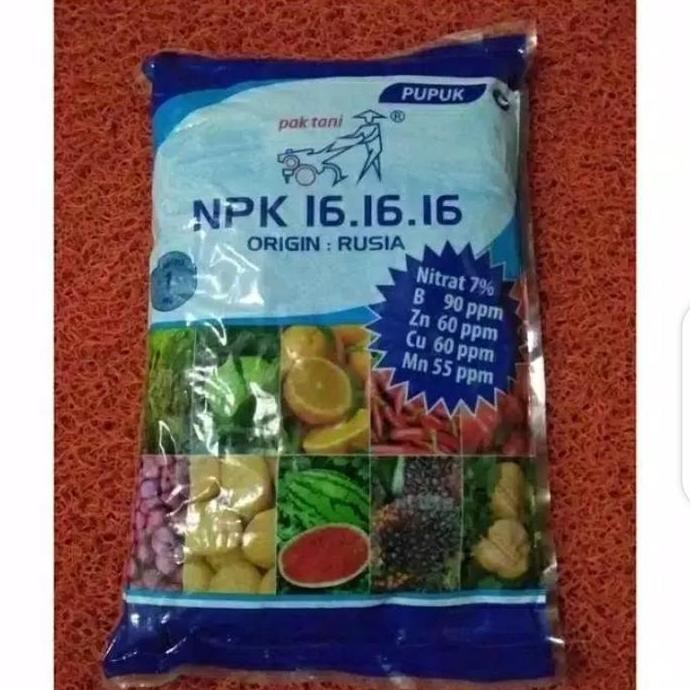 PUPUK
pak tani
®
NPK 16.16.16
ORIGIN : RUSIA
Nitrat 7%
B 90 ppm
Zn 60 ppm
Cu 60 ppm
Mn 55 ppm
1